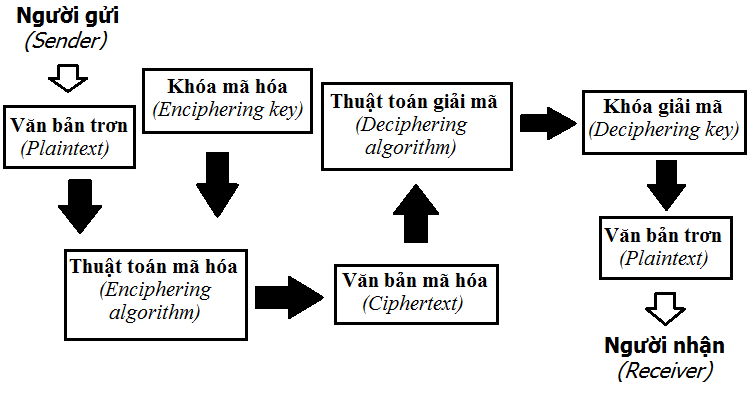 Người gửi
(Sender)
Văn bản trơn
(Plaintext)
Khóa mã hóa
(Enciphering key)
Thuật toán mã hóa
(Enciphering
algorithm)
Văn bản mã hóa
(Ciphertext)
Thuật toán giải mã
(Deciphering
algorithm)
Khóa giải mã
(Deciphering key)
Văn bản trơn
(Plaintext)
Người nhận
(Receiver)